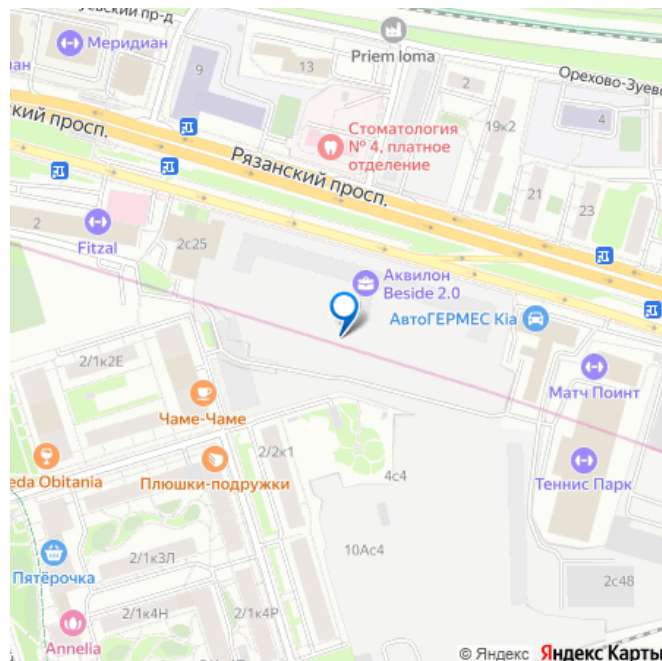 уевский пр-д
Меридиан
иан
9
13
Priem loma
2
Орехово-Зуевс
4
19к2
кий просп.
Стоматология
№ 4, платное
отделение
Рязанский просп.
21
23
2
Fitzal
2с25
Аквилон
Beside 2.0
АвтоГЕРМЕС Kia
2/1к2Е
Матч Поинт
Чаме-Чаме
2/2к1
eda Obitania
Плюшки-подружки
4с4
Теннис Парк
10Ас4
2/1к3Л
Пятёрочка
2с48
2/1к4Н
2/1к4Р
Annelia
© Яндекс Яндекс Карты